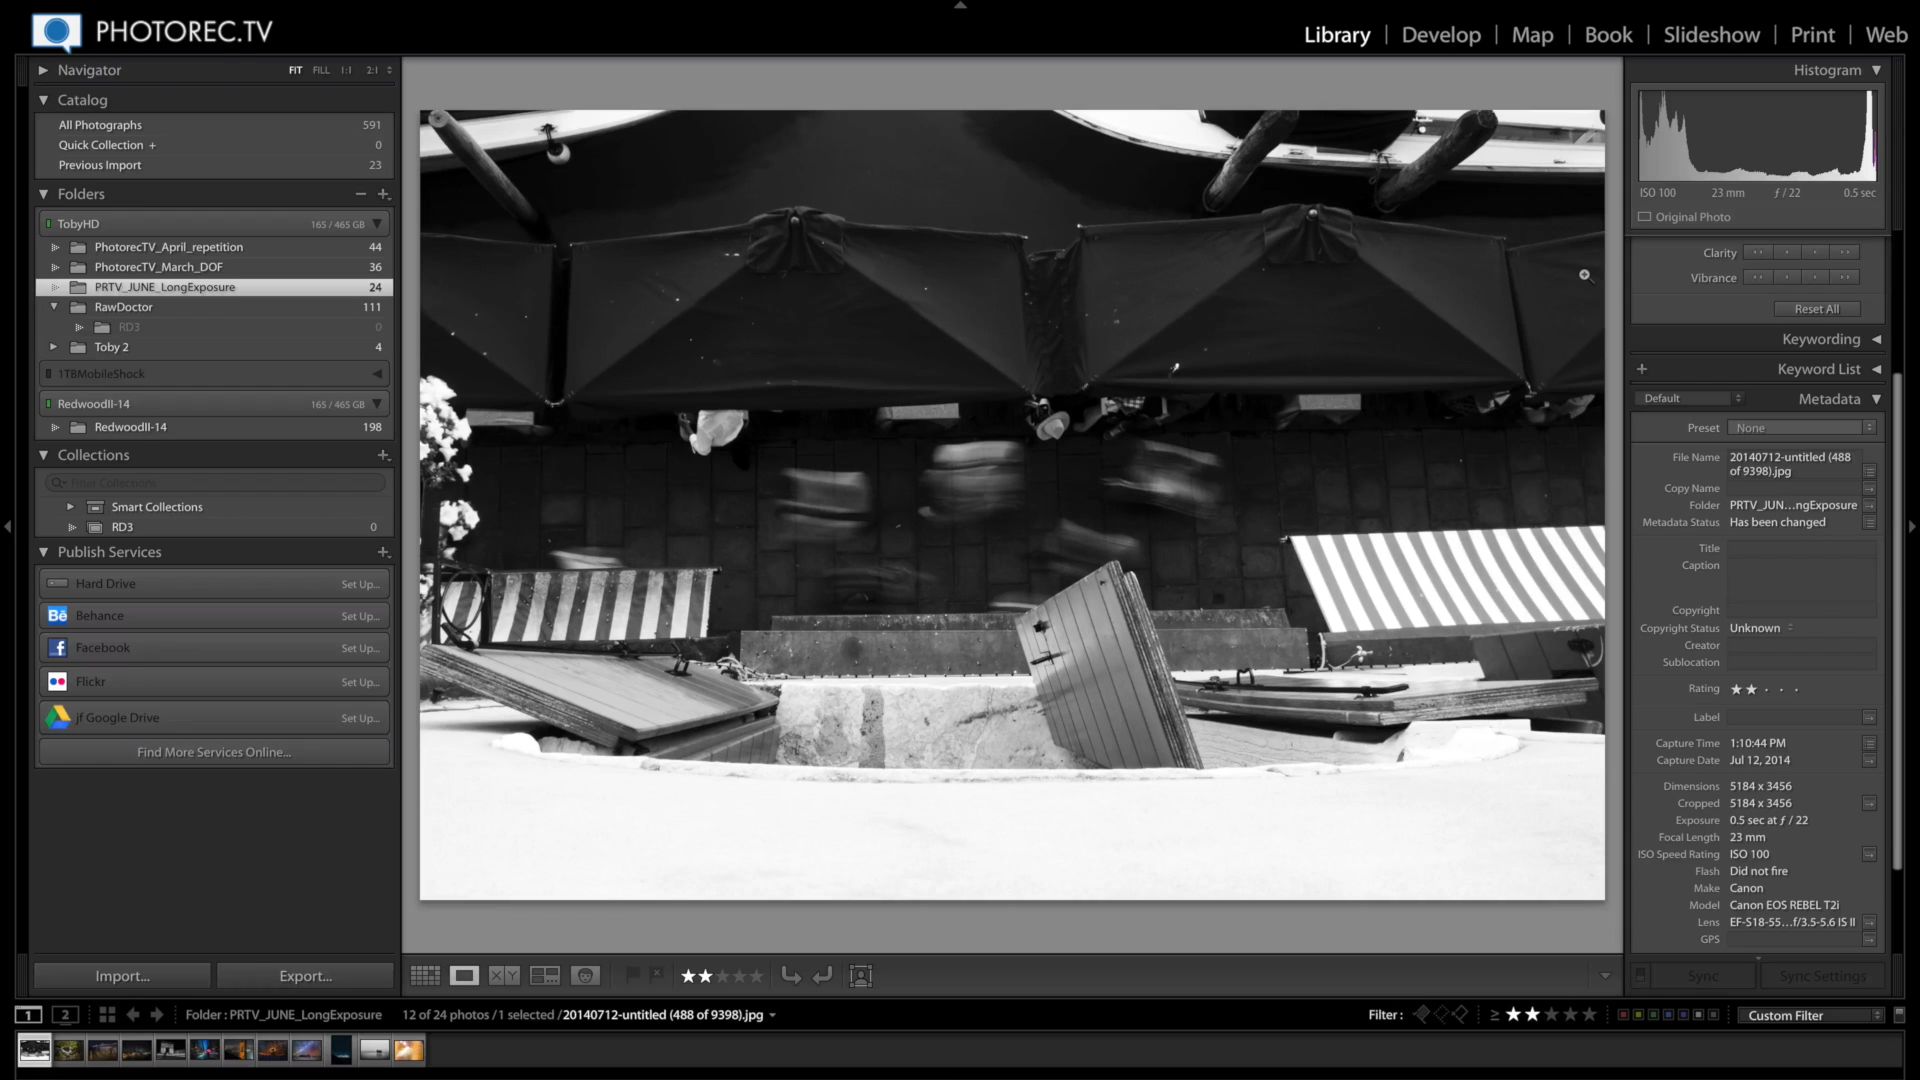 PHOTOREC.TV
Library | Develop | Map | Book | Slideshow | Print | Web
Navigator FIT FILL 1:1 2:1
Catalog
All Photographs 591
Quick Collection + 0
Previous Import 23
Folders
TobyHD 165 / 465 GB
PhotorecTV_April_repetition 44
PhotorecTV_March_DOF 36
PRTV_JUNE_LongExposure 24
RawDoctor 111
RD3 0
Toby 2 4
1TBMobileShock
RedwoodII-14 165 / 465 GB
RedwoodII-14 198
Collections
Filter Collections
Smart Collections
RD3 0
Publish Services
Hard Drive Set Up...
Bē Behance Set Up...
f Facebook Set Up...
Flickr Set Up...
jf Google Drive Set Up...
Find More Services Online...
Import... Export...
Histogram
ISO 100 23 mm ƒ / 22 0.5 sec
Original Photo
Clarity
Vibrance
Reset All
Keywording
Keyword List
Default Metadata
Preset None
File Name 20140712-untitled (488
of 9398).jpg
Copy Name
Folder PRTV_JUN...ngExposure
Metadata Status Has been changed
Title
Caption
Copyright
Copyright Status Unknown
Creator
Sublocation
Rating
Label
Capture Time 1:10:44 PM
Capture Date Jul 12, 2014
Dimensions 5184 x 3456
Cropped 5184 x 3456
Exposure 0.5 sec at ƒ / 22
Focal Length 23 mm
ISO Speed Rating ISO 100
Flash Did not fire
Make Canon
Model Canon EOS REBEL T2i
Lens EF-S18-55...f/3.5-5.6 IS II
GPS
Sync Sync Settings
X Y
1 2 Folder : PRTV_JUNE_LongExposure 12 of 24 photos / 1 selected / 20140712-untitled (488 of 9398).jpg Filter : ≥ Custom Filter